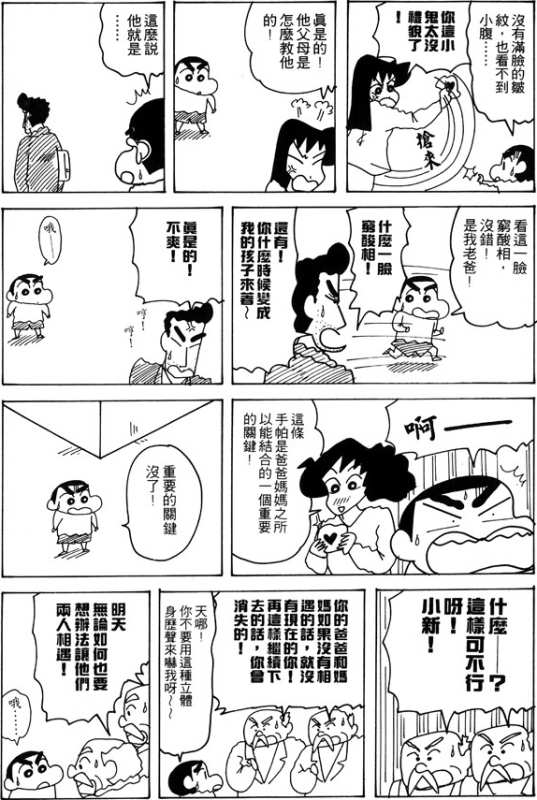 沒有滿臉的皺
紋，也看不到
小腹……
你這小
鬼太沒
禮貌了
！
搶來
真是的！
他父母是
怎麼教他
的！
這麼說
他就是
……
看這一臉
窮酸相，
沒錯！
是我老爸！
什麼一臉
窮酸相！
還有！
你什麼時候變成
我的孩子來著～
真是的！
不爽！
哼！
哼！
哦……
啊——
這條
手帕是爸爸媽媽之所
以能結合的一個重要
的關鍵！
重要的關鍵
沒了！
什麼——？
這樣可不行
呀！
小新！
你的爸爸和媽
媽如果沒有相
遇的話，就沒
有現在的你！
再這樣繼續下
去的話，你會
消失的！
天哪！
你不要用這種立體
身歷聲來嚇我呀～～
明天
無論如何也要
想辦法讓他們
兩人相遇！
哦……